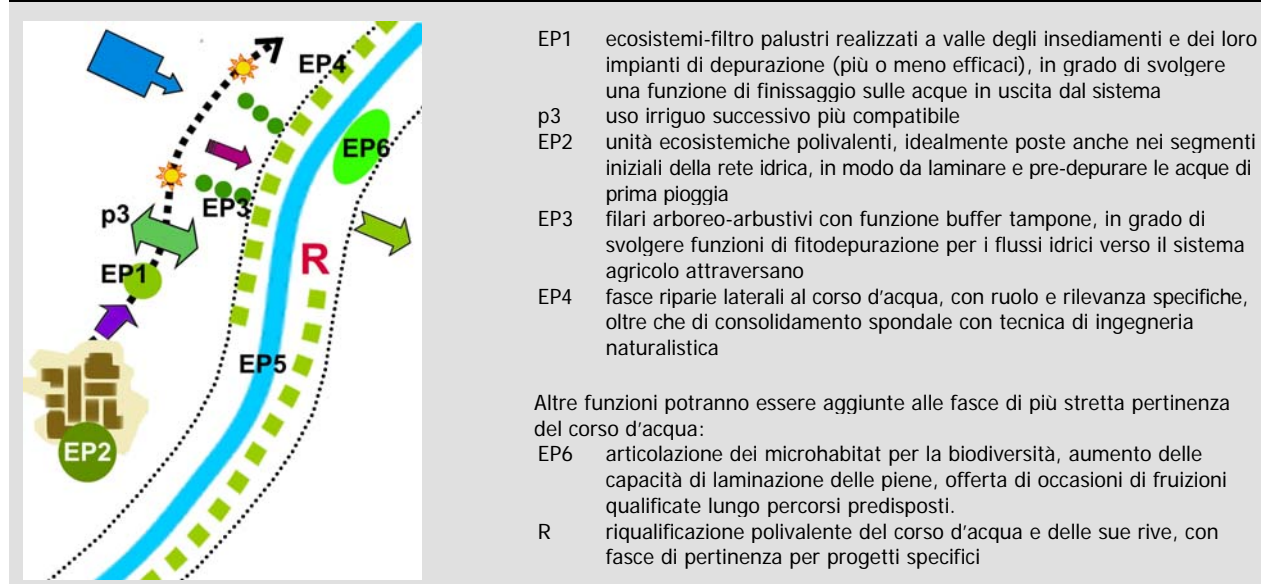 EP4
EP6
EP3
p3
R
EP1
EP5
EP2
EP1 ecosistemi-filtro palustri realizzati a valle degli insediamenti e dei loro
impianti di depurazione (più o meno efficaci), in grado di svolgere
una funzione di finissaggio sulle acque in uscita dal sistema
p3 uso irriguo successivo più compatibile
EP2 unità ecosistemiche polivalenti, idealmente poste anche nei segmenti
iniziali della rete idrica, in modo da laminare e pre-depurare le acque di
prima pioggia
EP3 filari arboreo-arbustivi con funzione buffer tampone, in grado di
svolgere funzioni di fitodepurazione per i flussi idrici verso il sistema
agricolo attraversano
EP4 fasce riparie laterali al corso d'acqua, con ruolo e rilevanza specifiche,
oltre che di consolidamento spondale con tecnica di ingegneria
naturalistica
Altre funzioni potranno essere aggiunte alle fasce di più stretta pertinenza
del corso d'acqua:
EP6 articolazione dei microhabitat per la biodiversità, aumento delle
capacità di laminazione delle piene, offerta di occasioni di fruizioni
qualificate lungo percorsi predisposti.
R riqualificazione polivalente del corso d'acqua e delle sue rive, con
fasce di pertinenza per progetti specifici